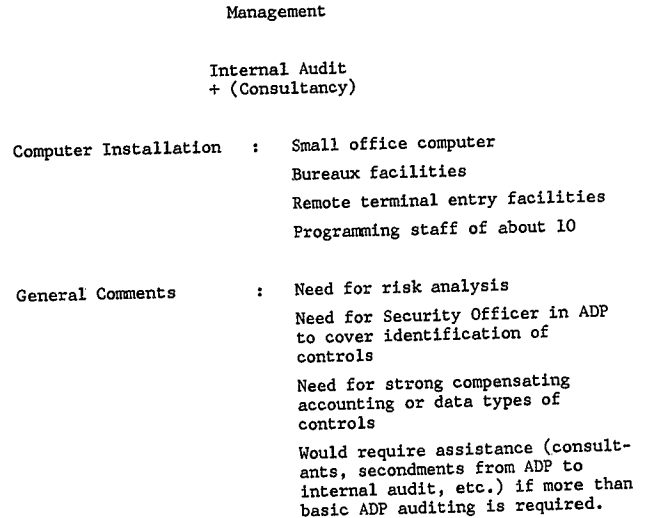 Management
Internal Audit
+ (Consultancy)
Computer Installation : Small office computer
Bureaux facilities
Remote terminal entry facilities
Programming staff of about 10
General Comments : Need for risk analysis
Need for Security Officer in ADP
to cover identification of
controls
Need for strong compensating
accounting or data types of
controls
Would require assistance (consult-
ants, secondments from ADP to
internal audit, etc.) if more than
basic ADP auditing is required.